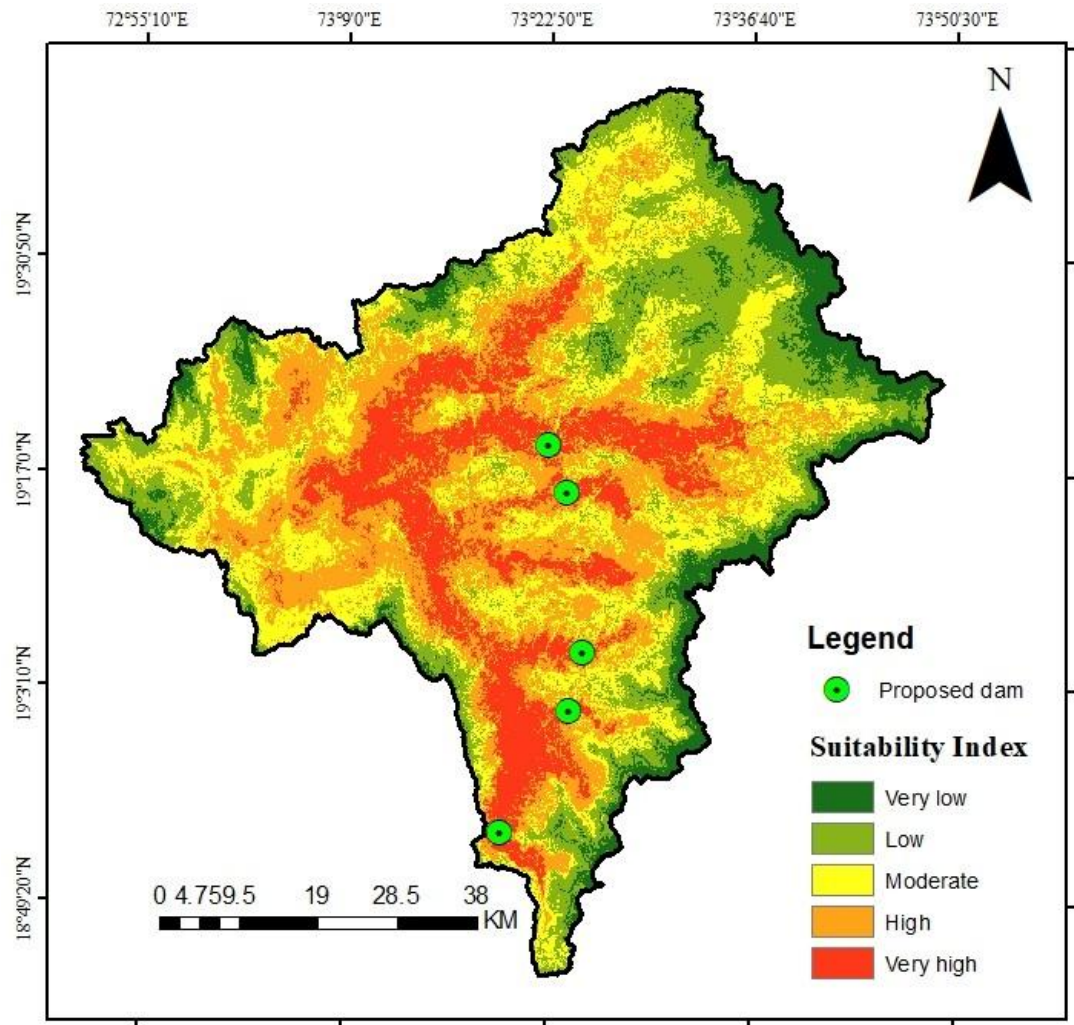 72°55'10"E 73°9'0"E 73°22'50"E 73°36'40"E 73°50'30"E
N
19°30'50"N
19°17'0"N
19°3'10"N
18°49'20"N
Legend
Proposed dam
Suitability Index
Very low
Low
Moderate
High
Very high
0 4.759.5 19 28.5 38
KM